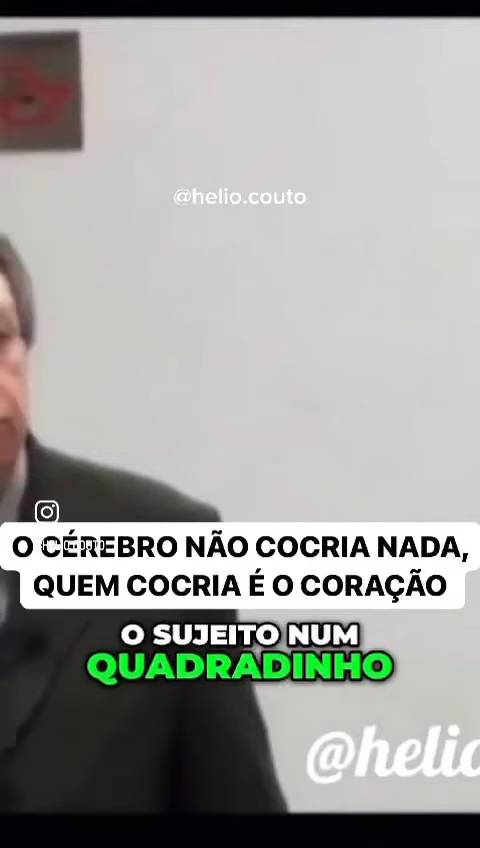 @helio.couto
O CÉREBRO NÃO COCRIA NADA,
QUEM COCRIA É O CORAÇÃO
O SUJEITO NUM
QUADRADINHO
@helio